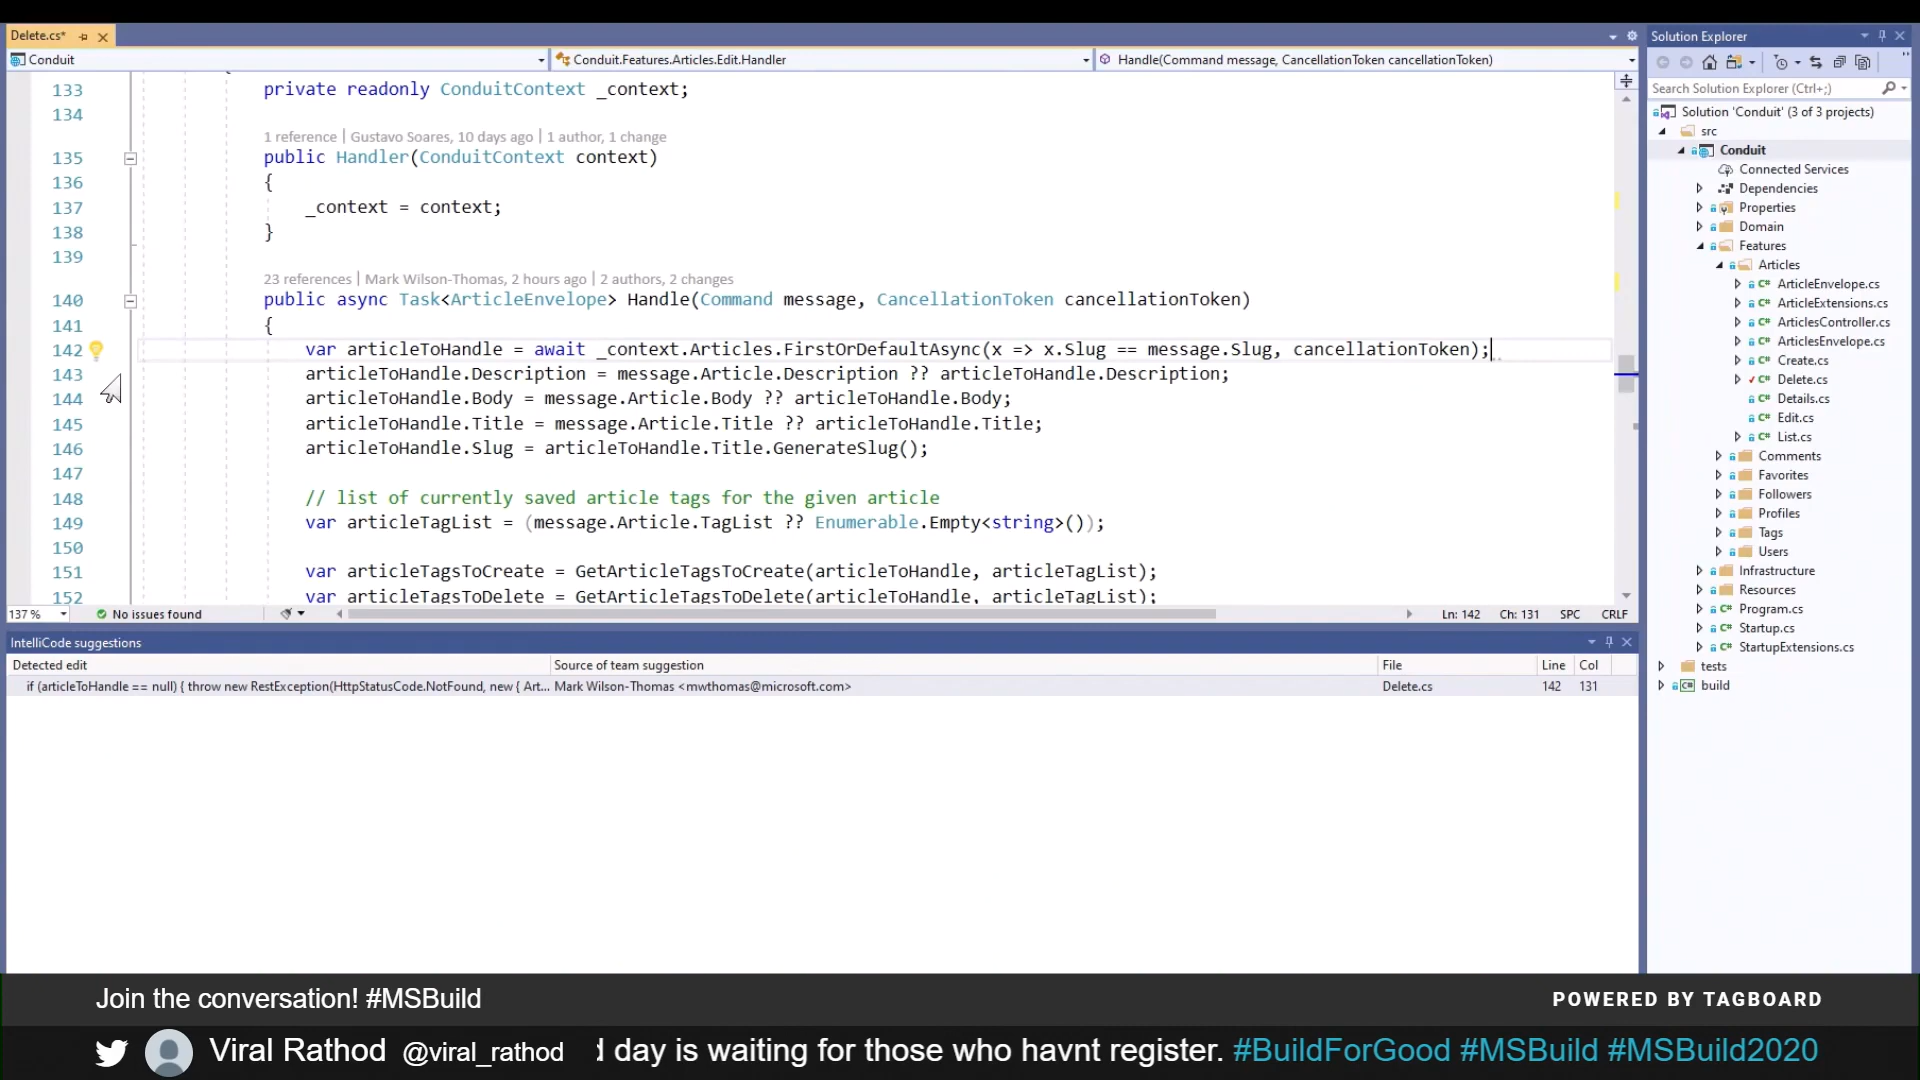 Delete.cs*
Conduit
Conduit.Features.Articles.Edit.Handler
Handle(Command message, CancellationToken cancellationToken)
133 private readonly ConduitContext _context;
134
1 reference | Gustavo Soares, 10 days ago | 1 author, 1 change
135 public Handler(ConduitContext context)
136 {
137 _context = context;
138 }
139
23 references | Mark Wilson-Thomas, 2 hours ago | 2 authors, 2 changes
140 public async Task<ArticleEnvelope> Handle(Command message, CancellationToken cancellationToken)
141 {
142 var articleToHandle = await _context.Articles.FirstOrDefaultAsync(x => x.Slug == message.Slug, cancellationToken);
143 articleToHandle.Description = message.Article.Description ?? articleToHandle.Description;
144 articleToHandle.Body = message.Article.Body ?? articleToHandle.Body;
145 articleToHandle.Title = message.Article.Title ?? articleToHandle.Title;
146 articleToHandle.Slug = articleToHandle.Title.GenerateSlug();
147
148 // list of currently saved article tags for the given article
149 var articleTagList = (message.Article.TagList ?? Enumerable.Empty<string>());
150
151 var articleTagsToCreate = GetArticleTagsToCreate(articleToHandle, articleTagList);
152 var articleTagsToDelete = GetArticleTagsToDelete(articleToHandle, articleTagList);
137 % No issues found Ln: 142 Ch: 131 SPC CRLF
IntelliCode suggestions
Detected edit Source of team suggestion File Line Col
if (articleToHandle == null) { throw new RestException(HttpStatusCode.NotFound, new { Art... Mark Wilson-Thomas <mwthomas@microsoft.com> Delete.cs 142 131
Solution Explorer
Search Solution Explorer (Ctrl+;)
Solution 'Conduit' (3 of 3 projects)
src
Conduit
Connected Services
Dependencies
Properties
Domain
Features
Articles
ArticleEnvelope.cs
ArticleExtensions.cs
ArticlesController.cs
ArticlesEnvelope.cs
Create.cs
Delete.cs
Details.cs
Edit.cs
List.cs
Comments
Favorites
Followers
Profiles
Tags
Users
Infrastructure
Resources
Program.cs
Startup.cs
StartupExtensions.cs
tests
build
Join the conversation! #MSBuild
POWERED BY TAGBOARD
Viral Rathod @viral_rathod d day is waiting for those who havnt register. #BuildForGood #MSBuild #MSBuild2020